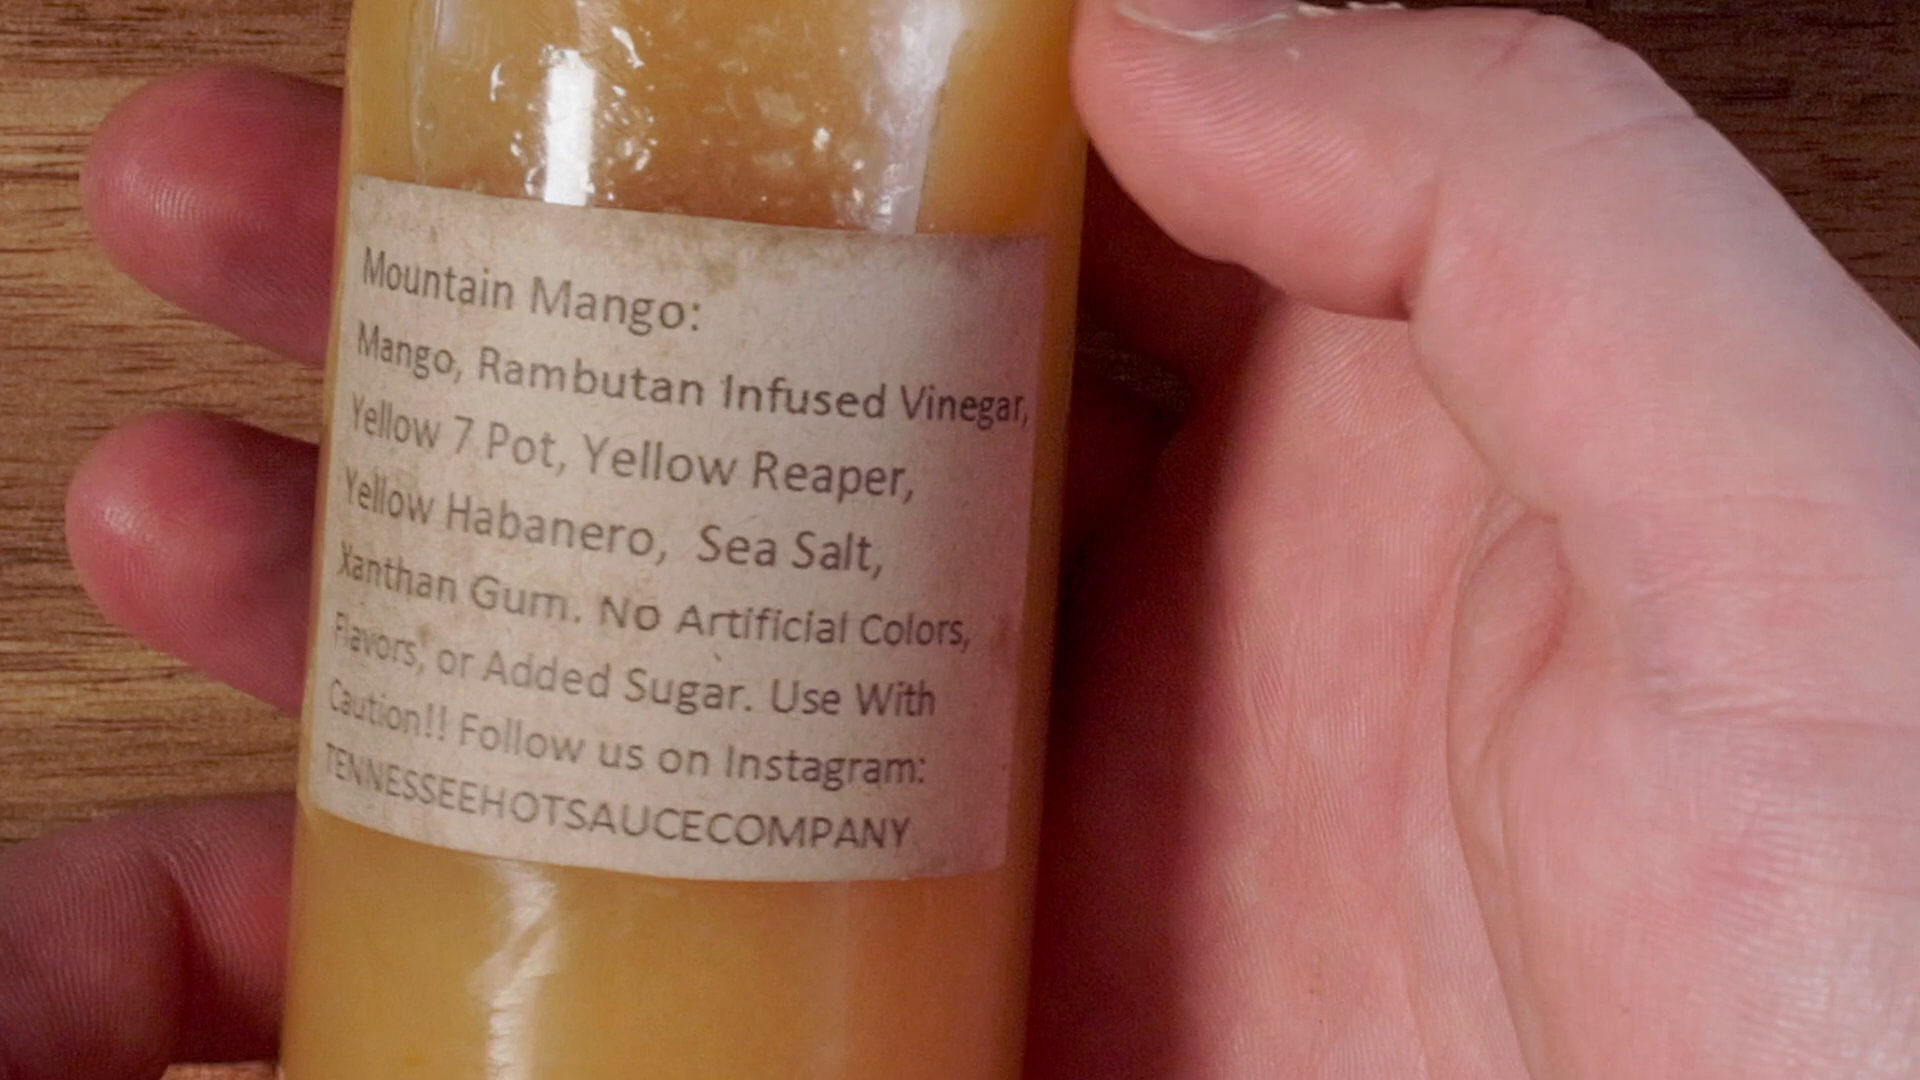 Mountain Mango:
Mango, Rambutan Infused Vinegar,
Yellow 7 Pot, Yellow Reaper,
Yellow Habanero, Sea Salt,
Xanthan Gum. No Artificial Colors,
Flavors, or Added Sugar. Use With
Caution!! Follow us on Instagram:
TENNESSEEHOTSAUCECOMPANY